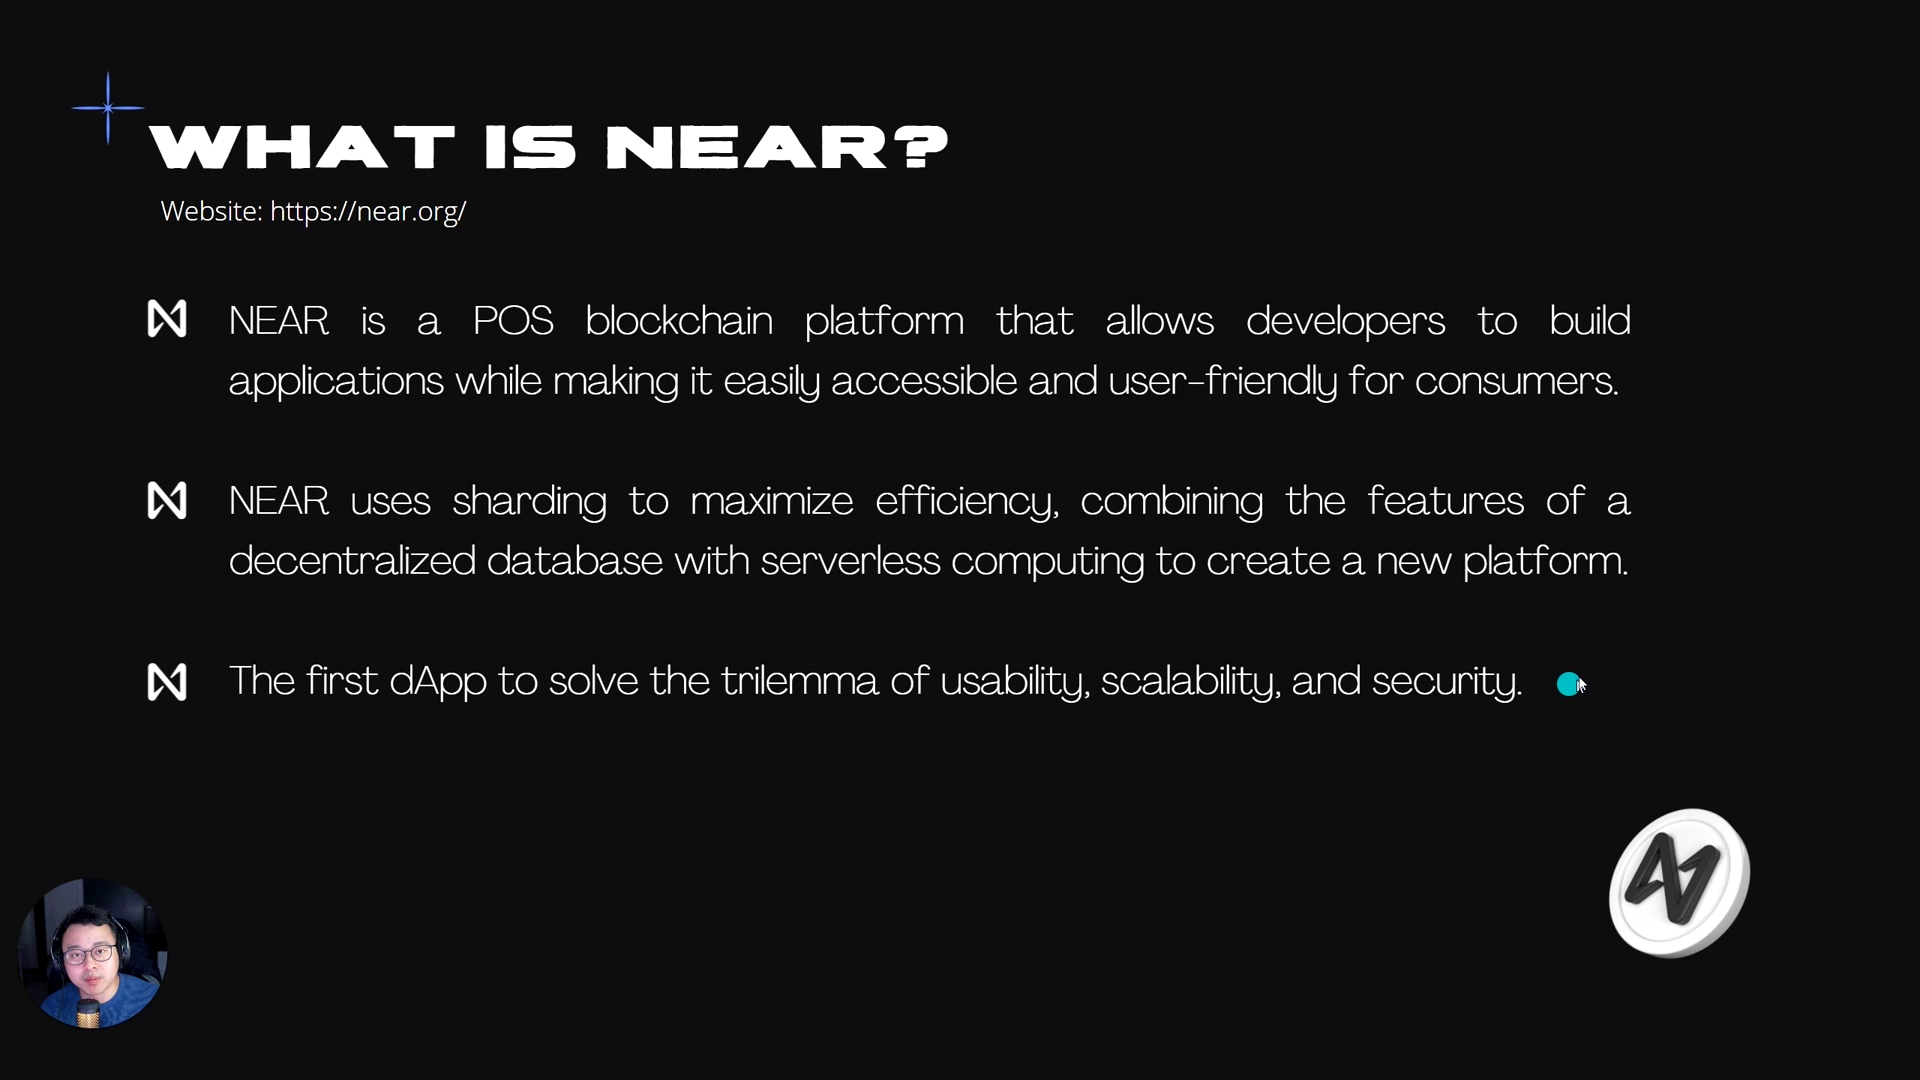 WHAT IS NEAR?
Website: https://near.org/
NEAR is a POS blockchain platform that allows developers to build
applications while making it easily accessible and user-friendly for consumers.
NEAR uses sharding to maximize efficiency, combining the features of a
decentralized database with serverless computing to create a new platform.
The first dApp to solve the trilemma of usability, scalability, and security.